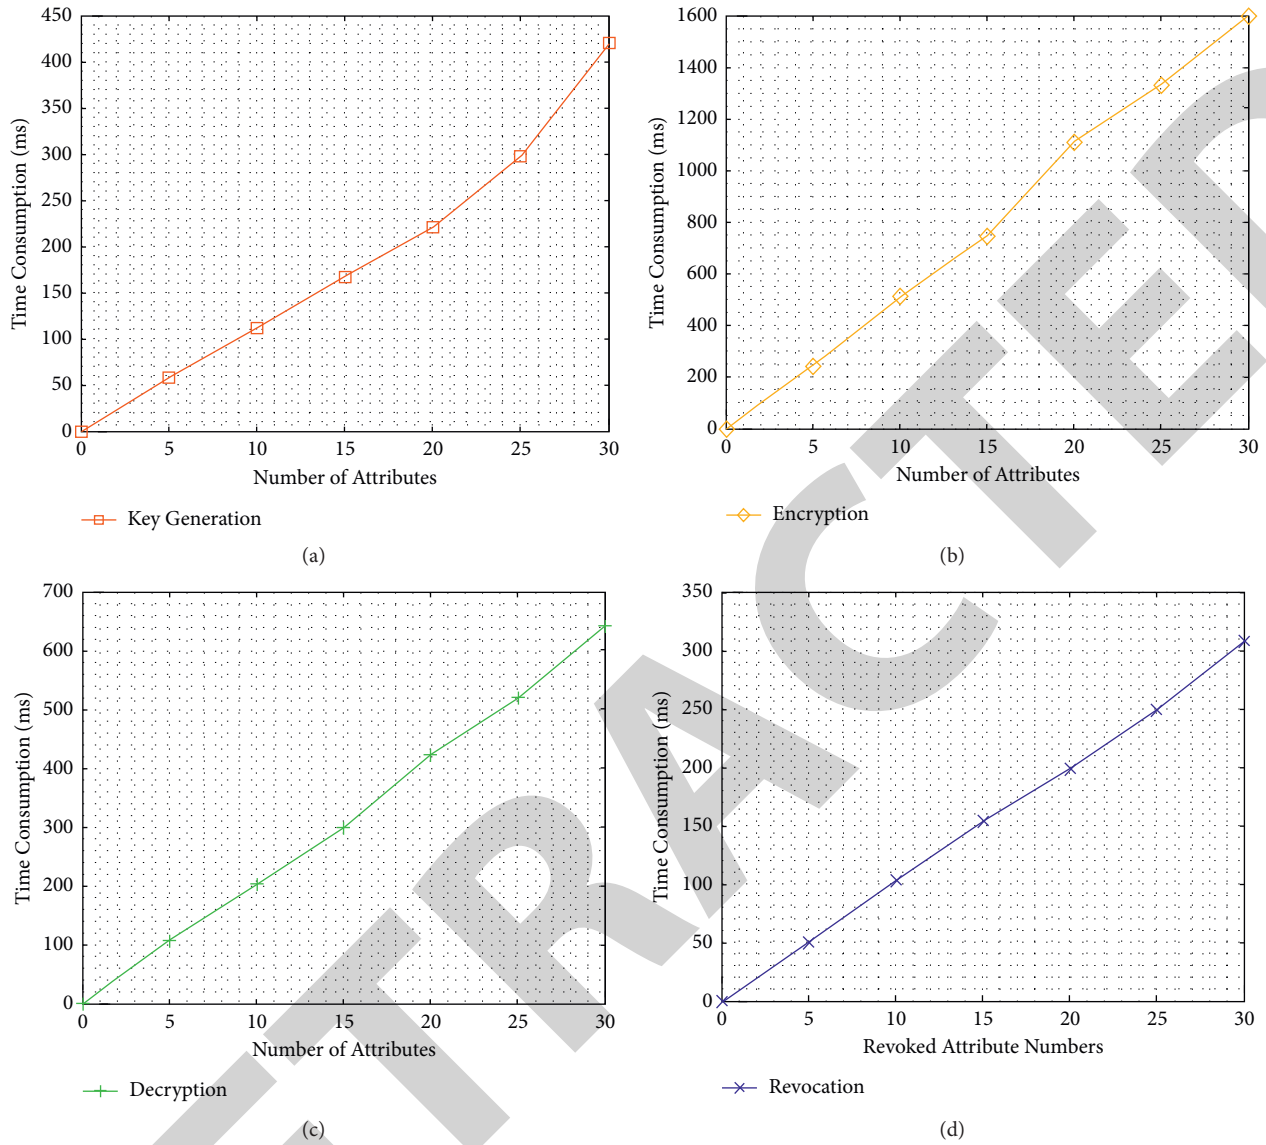 450
400
350
300
250
200
150
100
50
0
Time Consumption (ms)
0 5 10 15 20 25 30
Number of Attributes
Key Generation
(a)
1600
1400
1200
1000
800
600
400
200
0
Time Consumption (ms)
0 5 10 15 20 25 30
Number of Attributes
Encryption
(b)
700
600
500
400
300
200
100
0
Time Consumption (ms)
0 5 10 15 20 25 30
Number of Attributes
Decryption
(c)
350
300
250
200
150
100
50
0
Time Consumption (ms)
0 5 10 15 20 25 30
Revoked Attribute Numbers
Revocation
(d)